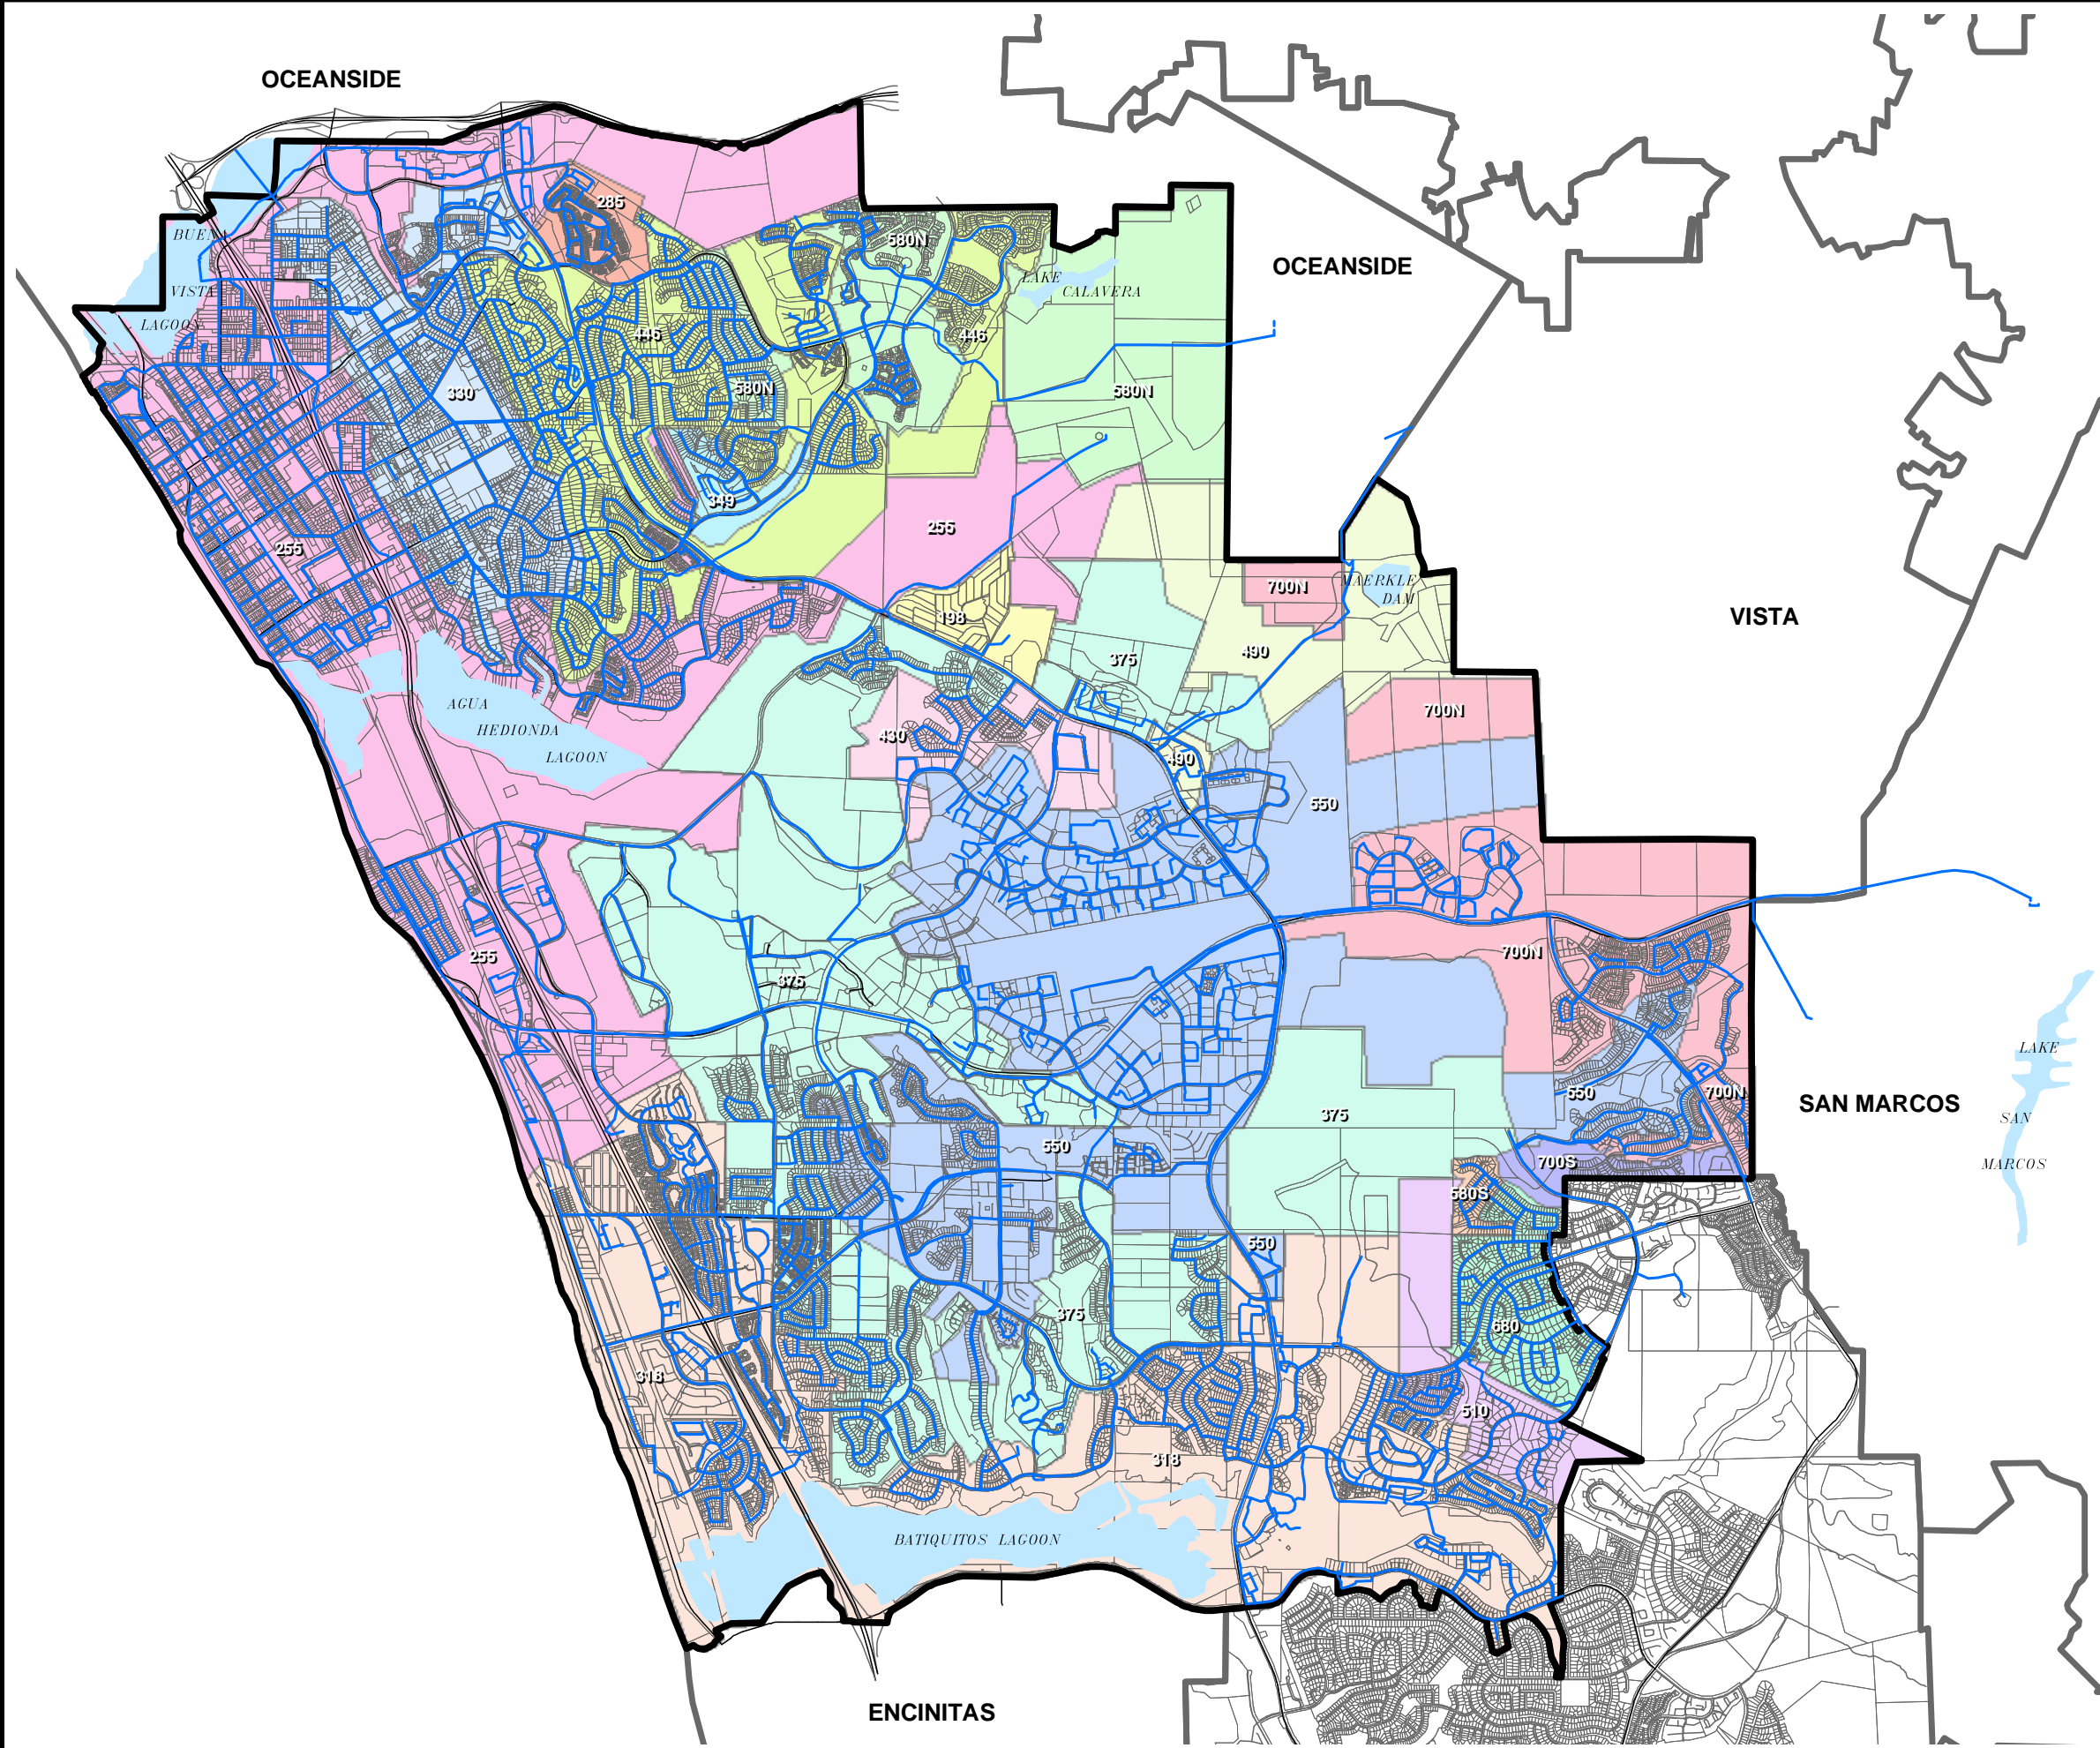 OCEANSIDE
285
BUENA
VISTA
LAGOON
580N
OCEANSIDE
LAKE
CALAVERA
446
446
330
580N
580N
349
255
255
700N
MAERKLE
DAM
198
VISTA
490
375
AGUA
HEDIONDA
LAGOON
430
700N
490
550
255
700N
375
LAKE
SAN
MARCOS
550
700N
SAN MARCOS
375
550
700S
580S
550
375
680
318
510
318
BATIQUITOS LAGOON
ENCINITAS